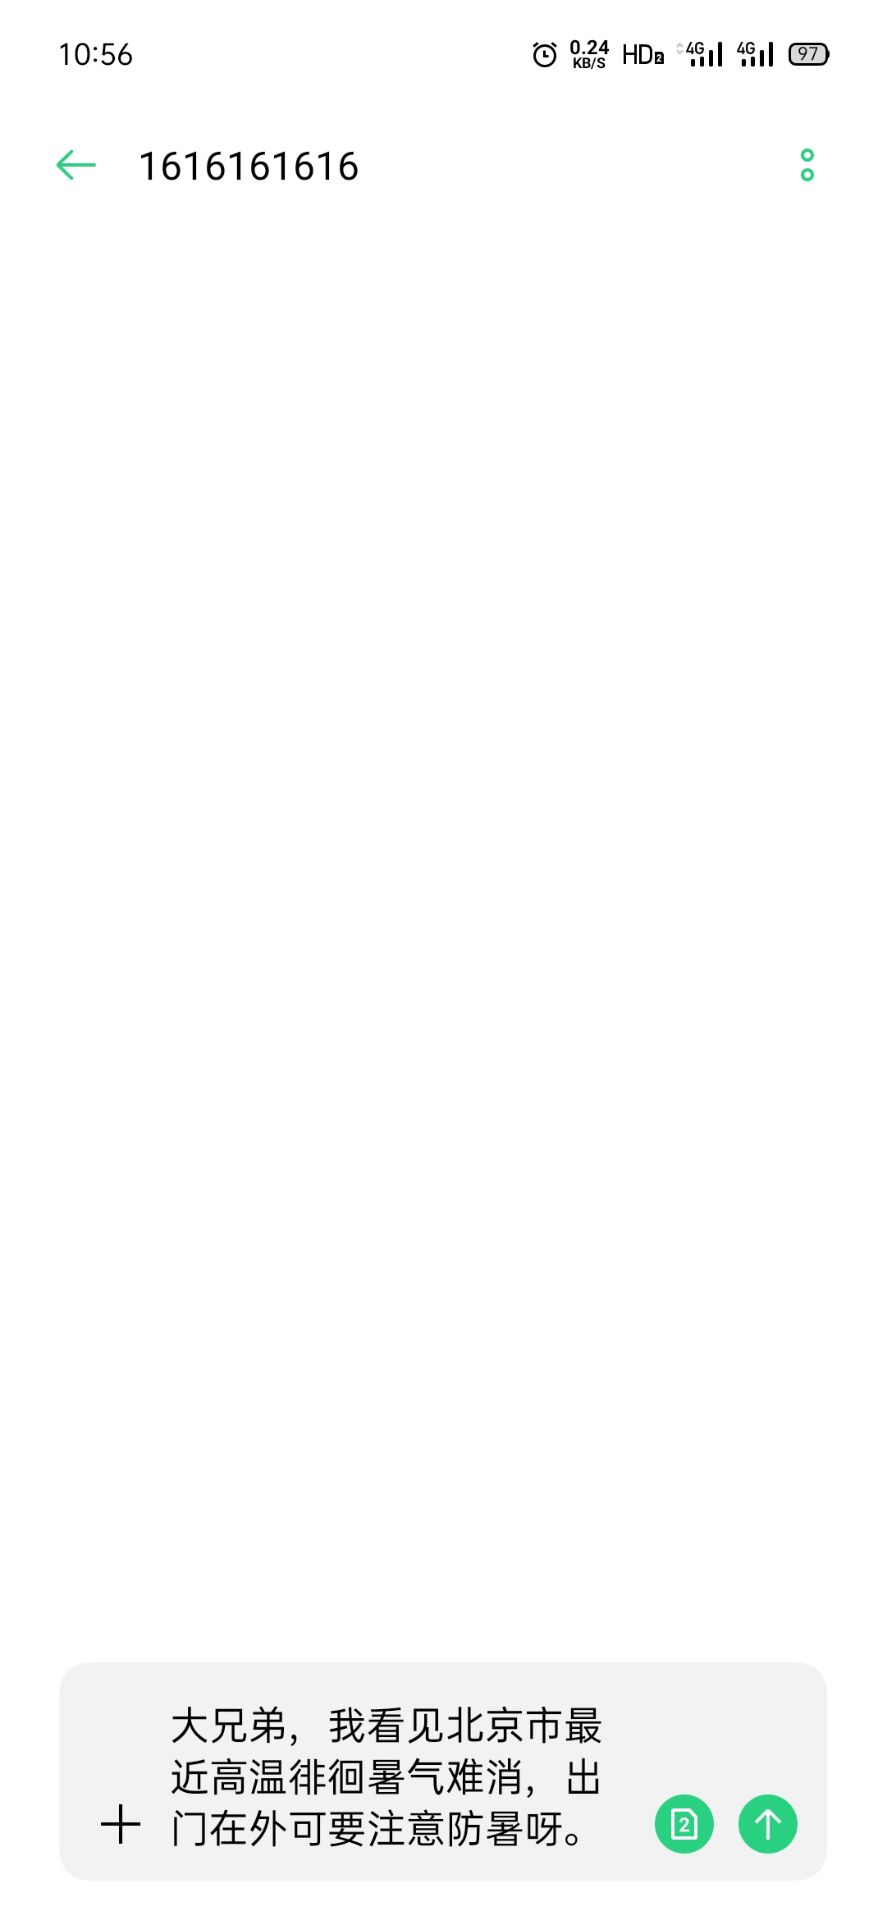 10:56
0.24
KB/S
HD2
4G
4G
97
1616161616
大兄弟，我看见北京市最
近高温徘徊暑气难消，出
门在外可要注意防暑呀。
2